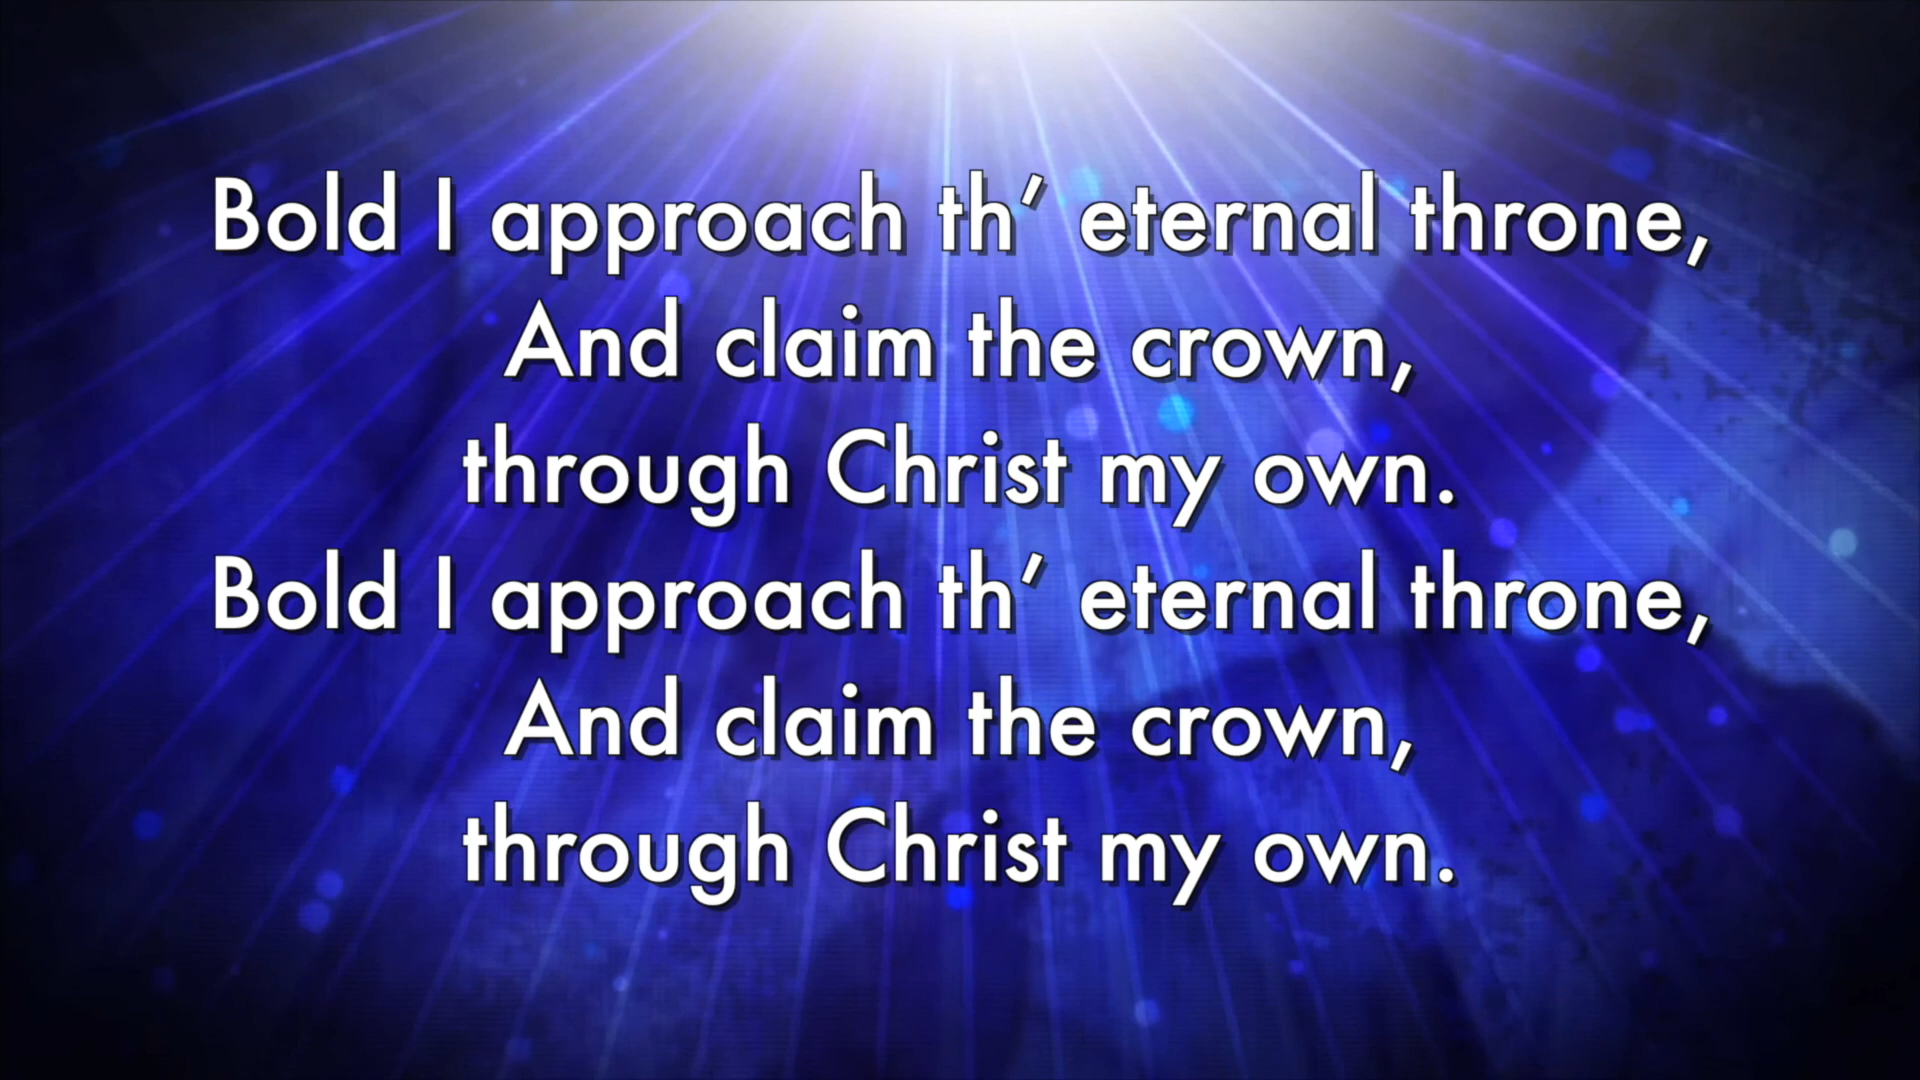 Bold I approach th’ eternal throne,
And claim the crown,
through Christ my own.
Bold I approach th’ eternal throne,
And claim the crown,
through Christ my own.